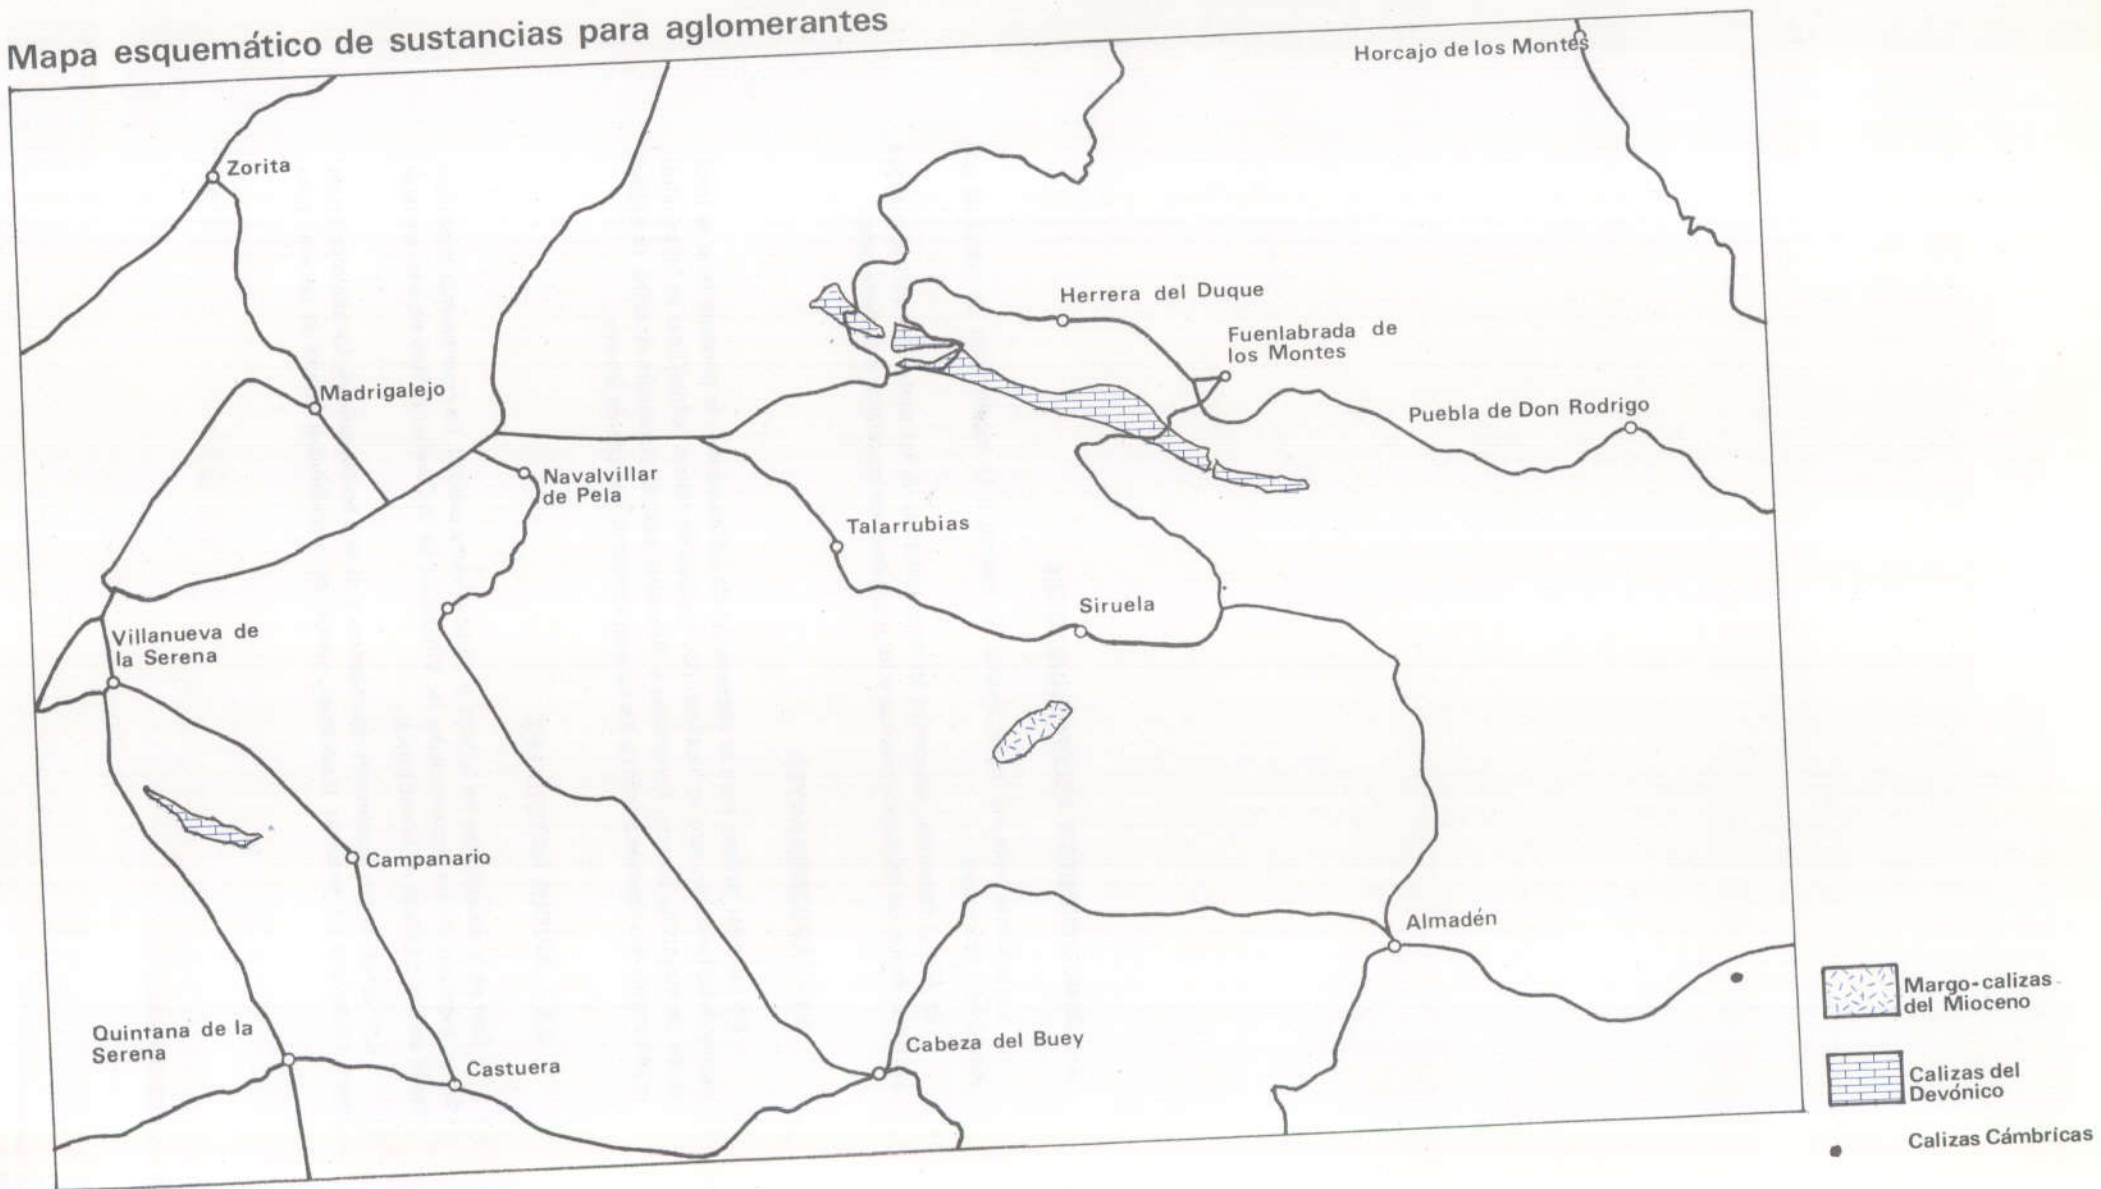 Mapa esquemático de sustancias para aglomerantes
Horcajo de los Montes
Zorita
Herrera del Duque
Fuenlabrada de
los Montes
Madrigalejo
Puebla de Don Rodrigo
Navalvillar
de Pela
Talarrubias
Siruela
Villanueva de
la Serena
Campanario
Almadén
Quintana de la
Serena
Castuera
Cabeza del Buey
Margo-calizas
del Mioceno
Calizas del
Devónico
Calizas Cámbricas